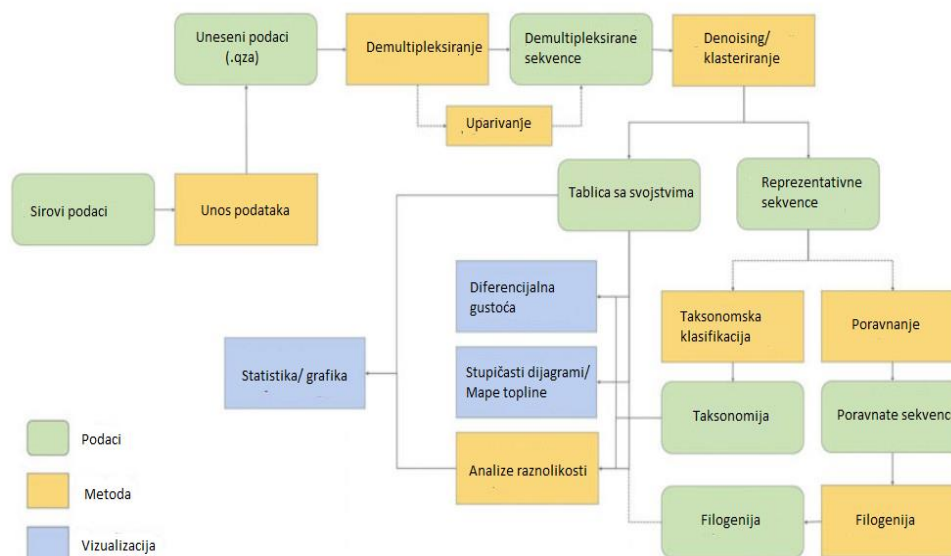 Uneseni podaci
(.qza)
Demultipleksiranje
Demultipleksirane
sekvence
Denoising/
klasteriranje
Uparivanje
Sirovi podaci
Unos podataka
Tablica sa svojstvima
Reprezentativne
sekvence
Diferencijalna
gustoća
Taksonomska
klasifikacija
Poravnanje
Statistika/ grafika
Stupičasti dijagrami/
Mape topline
Taksonomija
Poravnate sekvenc
Podaci
Analize raznolikosti
Metoda
Filogenija
Filogenija
Vizualizacija